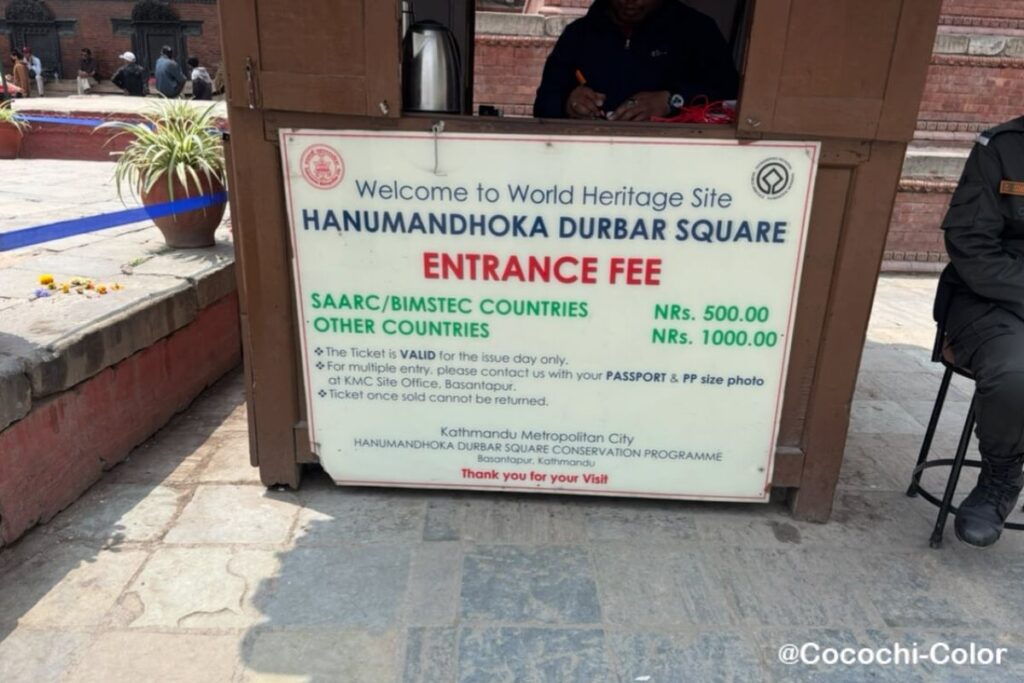 Welcome to World Heritage Site
HANUMANDHOKA DURBAR SQUARE
ENTRANCE FEE
SAARC/BIMSTEC COUNTRIES NRs. 500.00
OTHER COUNTRIES NRs. 1000.00
❖The Ticket is VALID for the issue day only.
❖For multiple entry, please contact us with your PASSPORT & PP size photo
at KMC Site Office, Basantapur.
❖Ticket once sold cannot be returned.
Kathmandu Metropolitan City
HANUMANDHOKA DURBAR SQUARE CONSERVATION PROGRAMME
Basantapur, Kathmandu
Thank you for your Visit
@Cocochi-Color